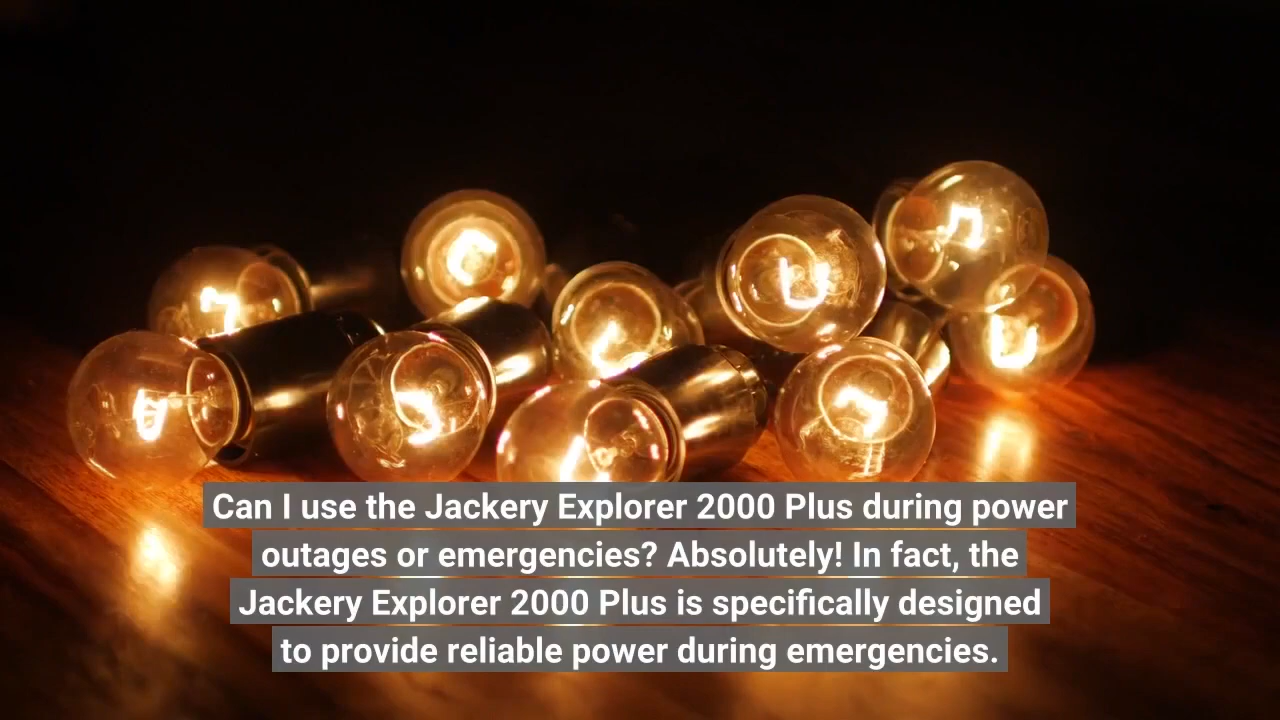 Can I use the Jackery Explorer 2000 Plus during power
outages or emergencies? Absolutely! In fact, the
Jackery Explorer 2000 Plus is specifically designed
to provide reliable power during emergencies.